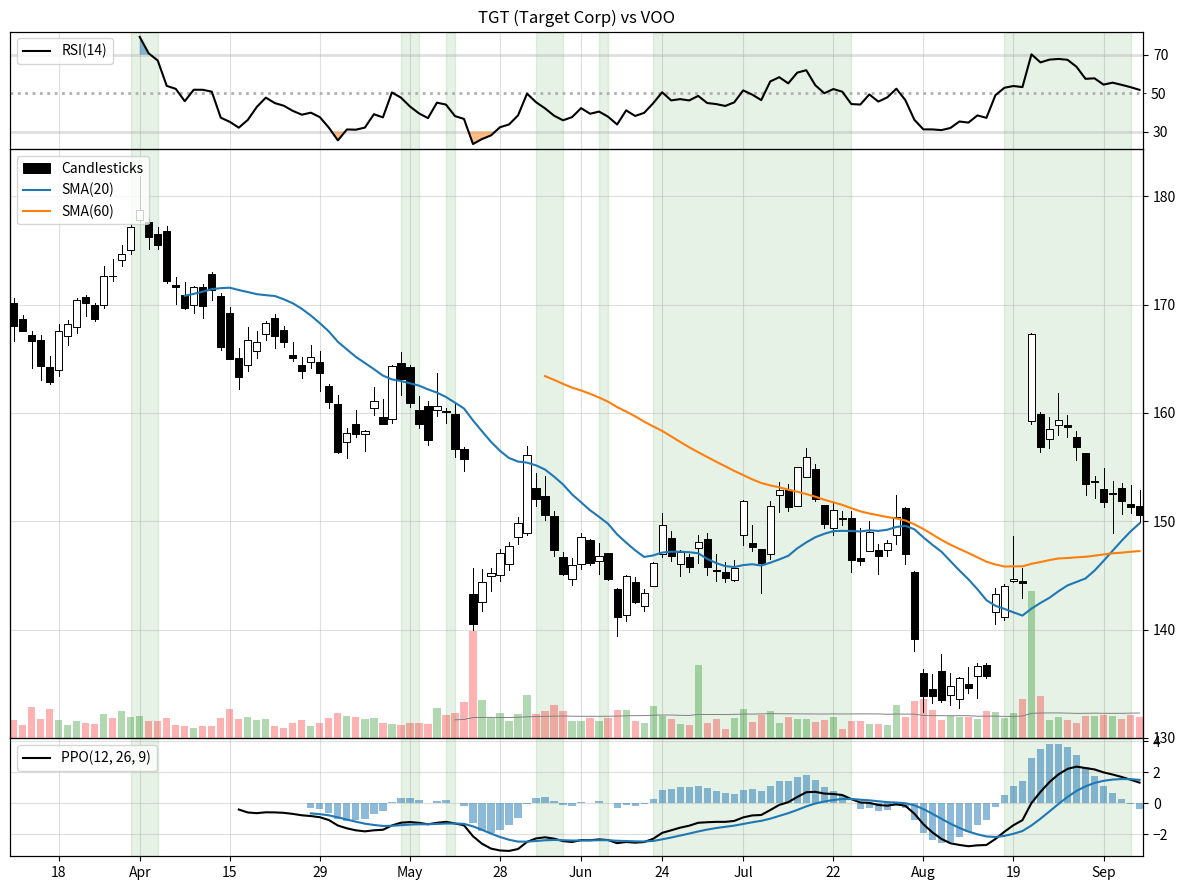 TGT (Target Corp) vs VOO
RSI(14)
70
50
30
Candlesticks
SMA(20)
SMA(60)
180
170
160
150
140
130
PPO(12, 26, 9)
4
2
0
−2
18 Apr 15 29 May 28 Jun 24 Jul 22 Aug 19 Sep